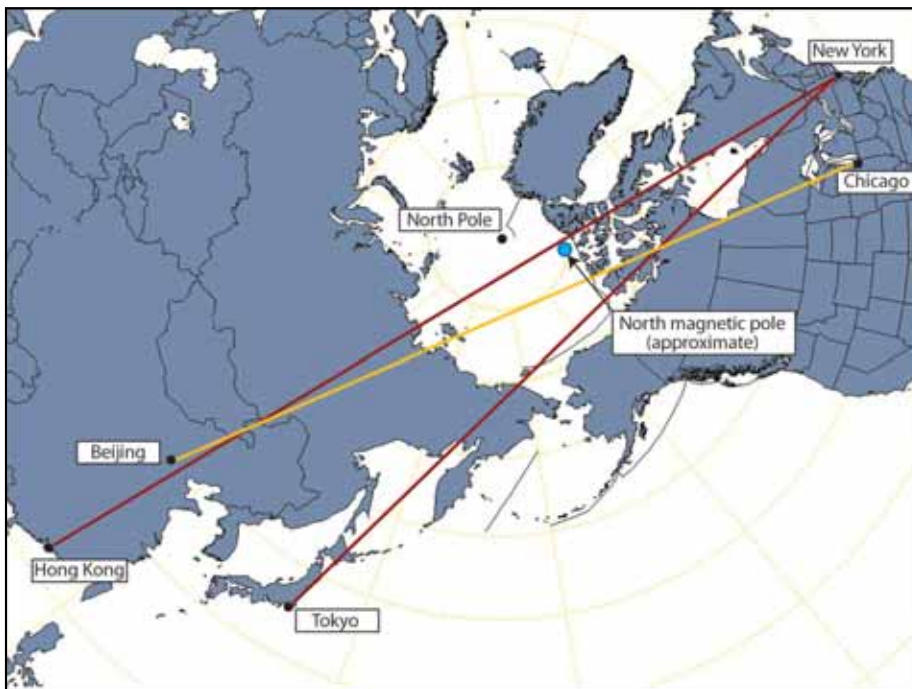 New York
Chicago
North Pole
North magnetic pole
(approximate)
Beijing
Hong Kong
Tokyo